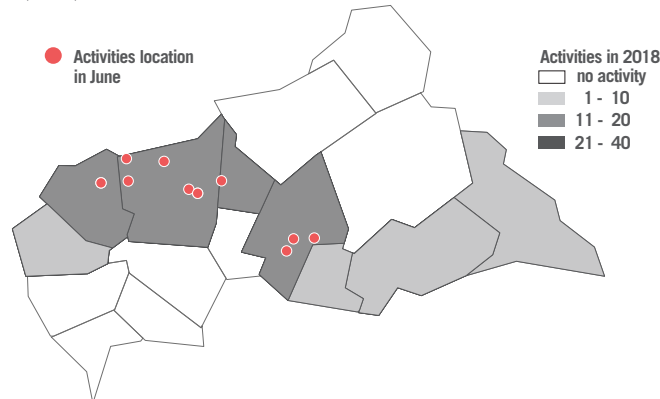 Activities location
in June
Activities in 2018
no activity
1 - 10
11 - 20
21 - 40